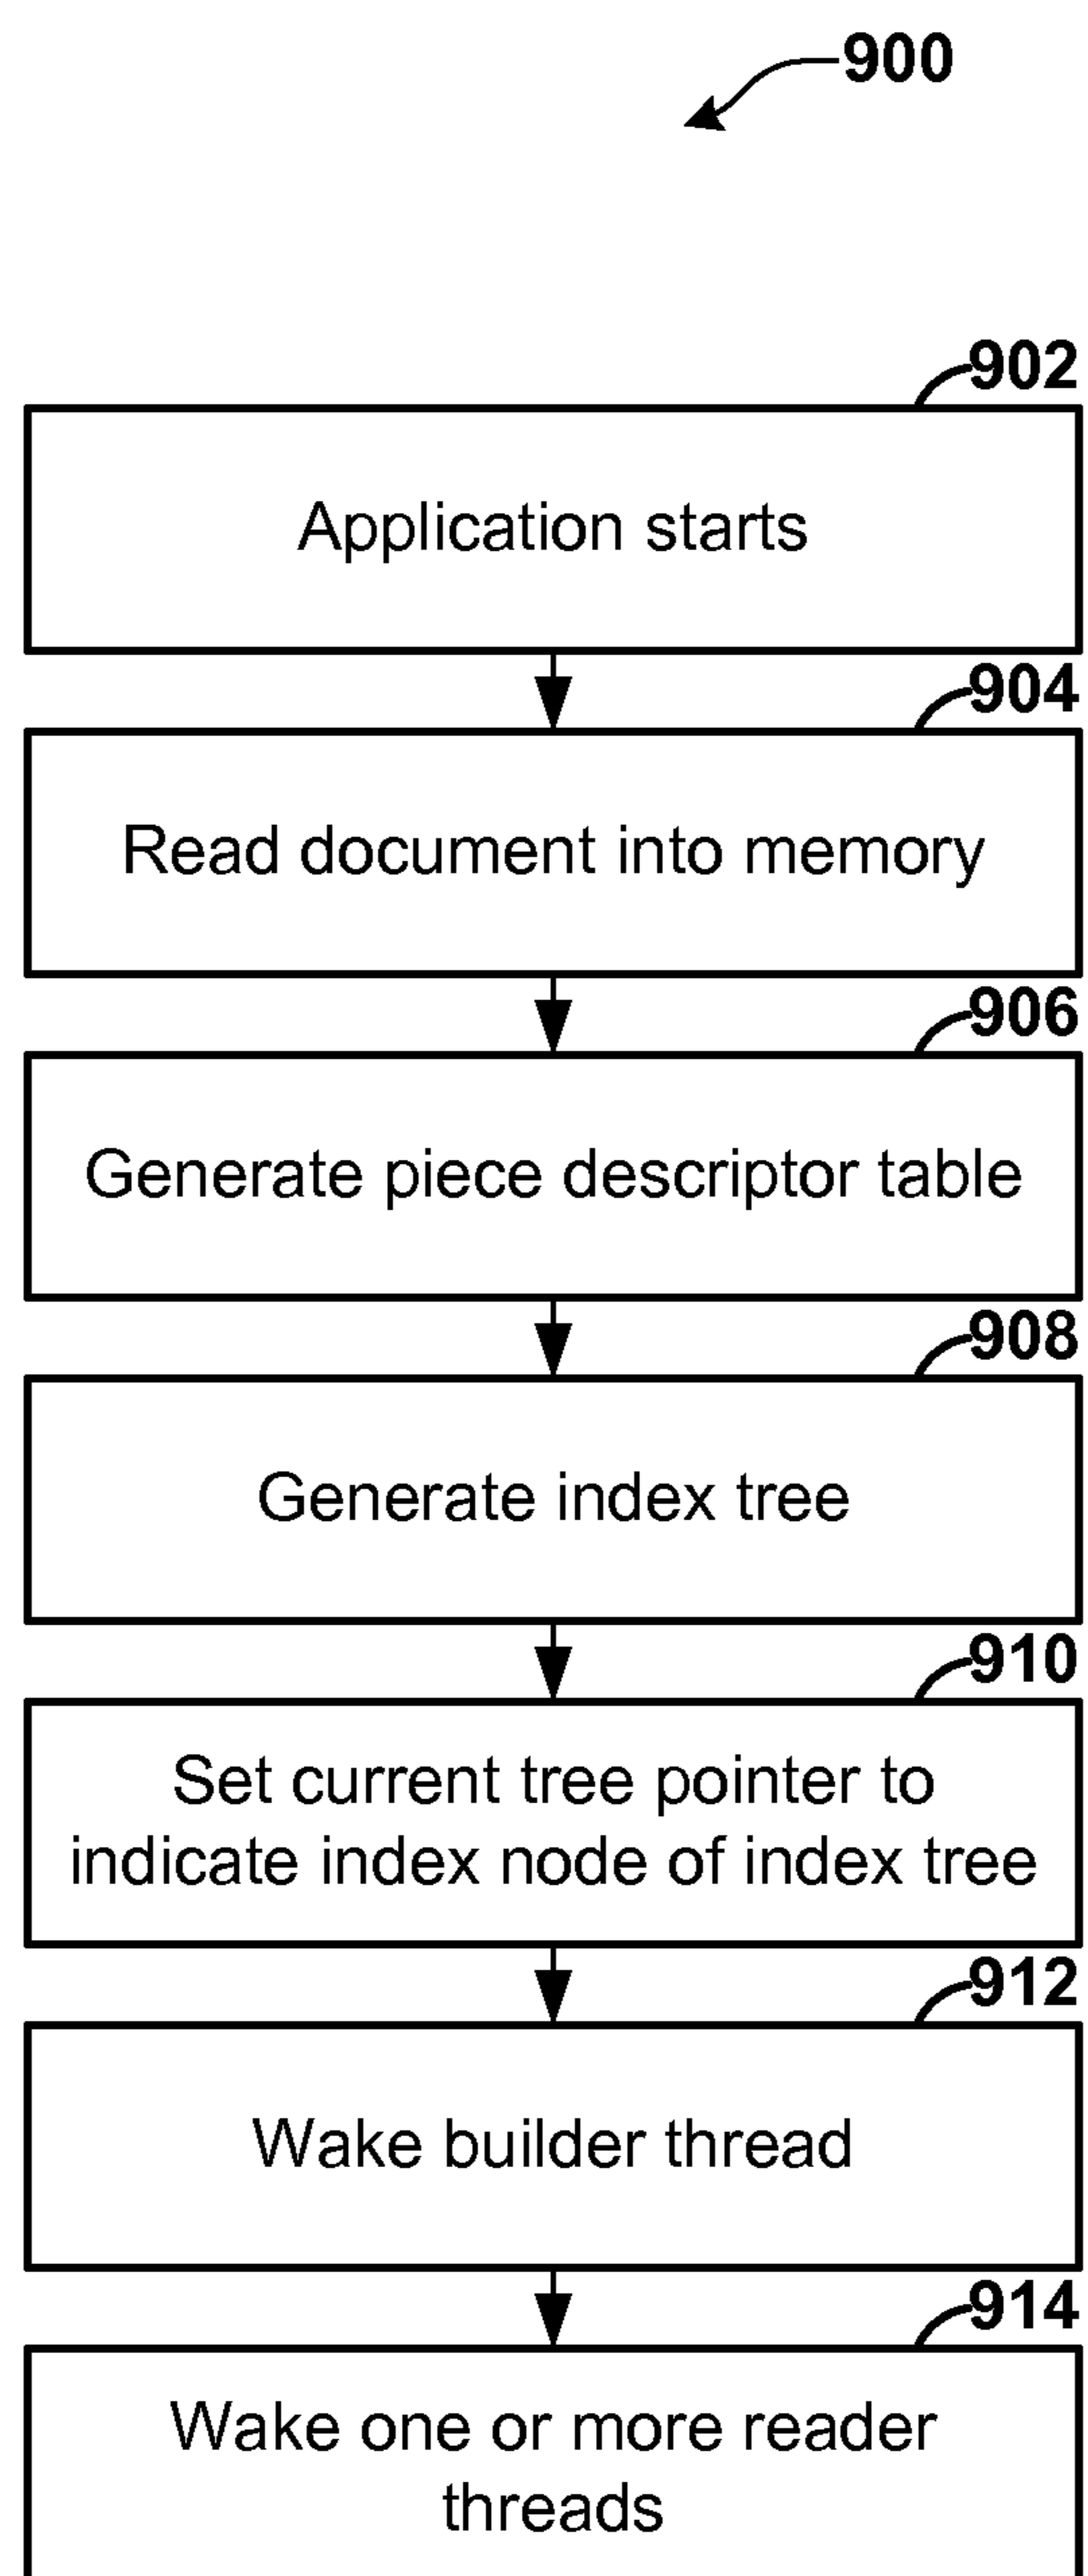 900
902
Application starts
904
Read document into memory
906
Generate piece descriptor table
908
Generate index tree
910
Set current tree pointer to
indicate index node of index tree
912
Wake builder thread
914
Wake one or more reader
threads